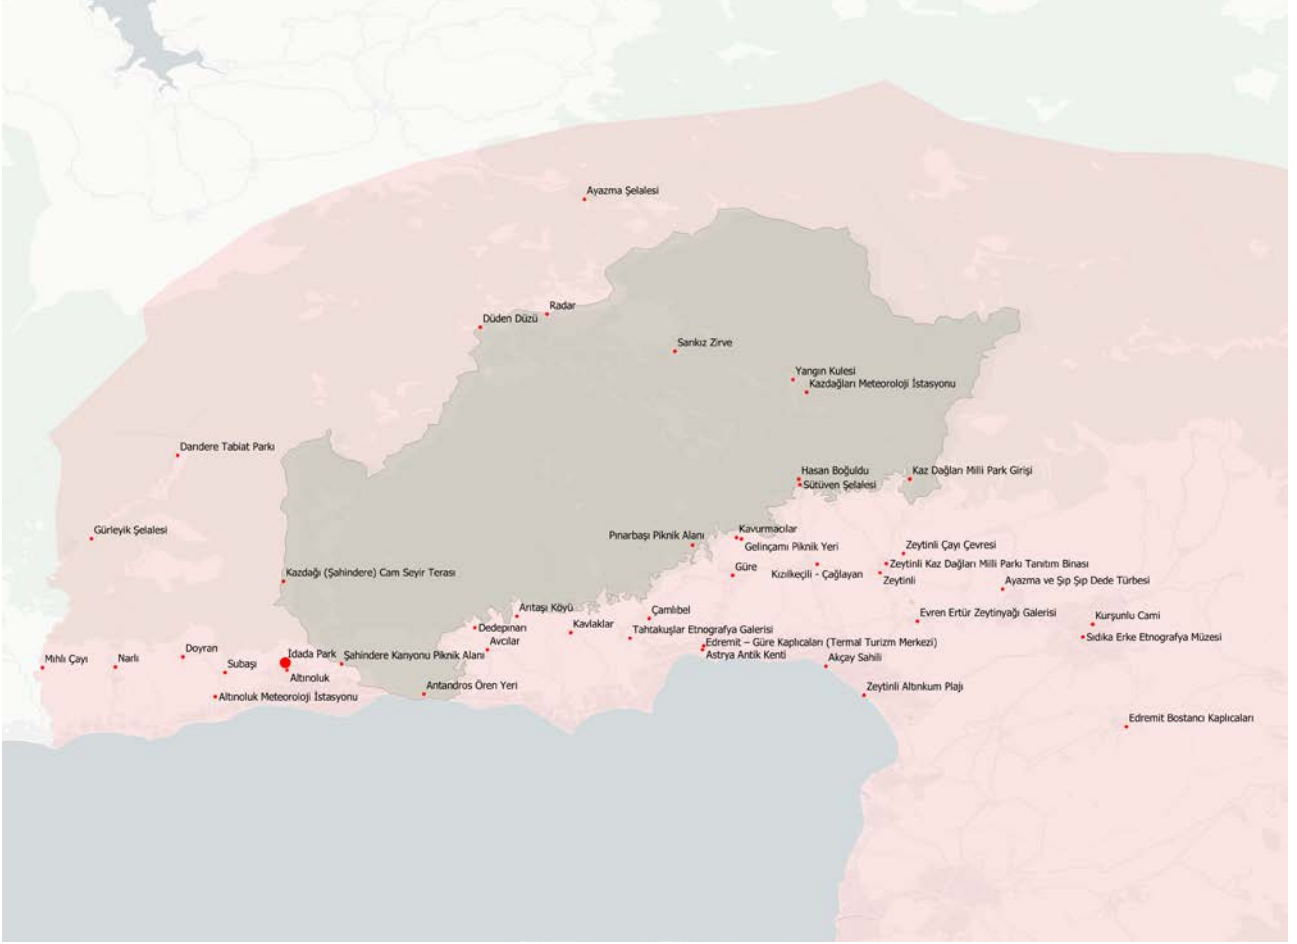 Ayazma Şelalesi
Radar
Düden Düzü
Sarıkız Zirve
Yangın Kulesi
Kazdağları Meteoroloji İstasyonu
Dandere Tabiat Parkı
Hasan Boğuldu
Kaz Dağları Milli Park Girişi
Sütüven Şelalesi
Gürleyik Şelalesi
Kavurmacılar
Pınarbaşı Piknik Alanı
Gelinçamı Piknik Yeri
Zeytinli Çayı Çevresi
Zeytinli Kaz Dağları Milli Parkı Tanıtım Binası
Güre
Kızılkeçili - Çağlayan
Zeytinli
Ayazma ve Şıp Şıp Dede Türbesi
Kazdağı (Şahindere) Cam Seyir Terası
Antaşı Köyü
Çamlıbel
Evren Ertür Zeytinyağı Galerisi
Kurşunlu Cami
Dedepınarı
Kavlaklar
Tahtakuşlar Etnografya Galerisi
Sıdıka Erke Etnografya Müzesi
Avcılar
Edremit – Güre Kaplıcaları (Termal Turizm Merkezi)
Doyran
İdada Park
Şahindere Kanyonu Piknik Alanı
Astrya Antik Kenti
Akçay Sahili
Mıhlı Çayı
Narlı
Subaşı
Altınoluk
Antandros Ören Yeri
Zeytinli Altınkum Plajı
Altınoluk Meteoroloji İstasyonu
Edremit Bostancı Kaplıcaları